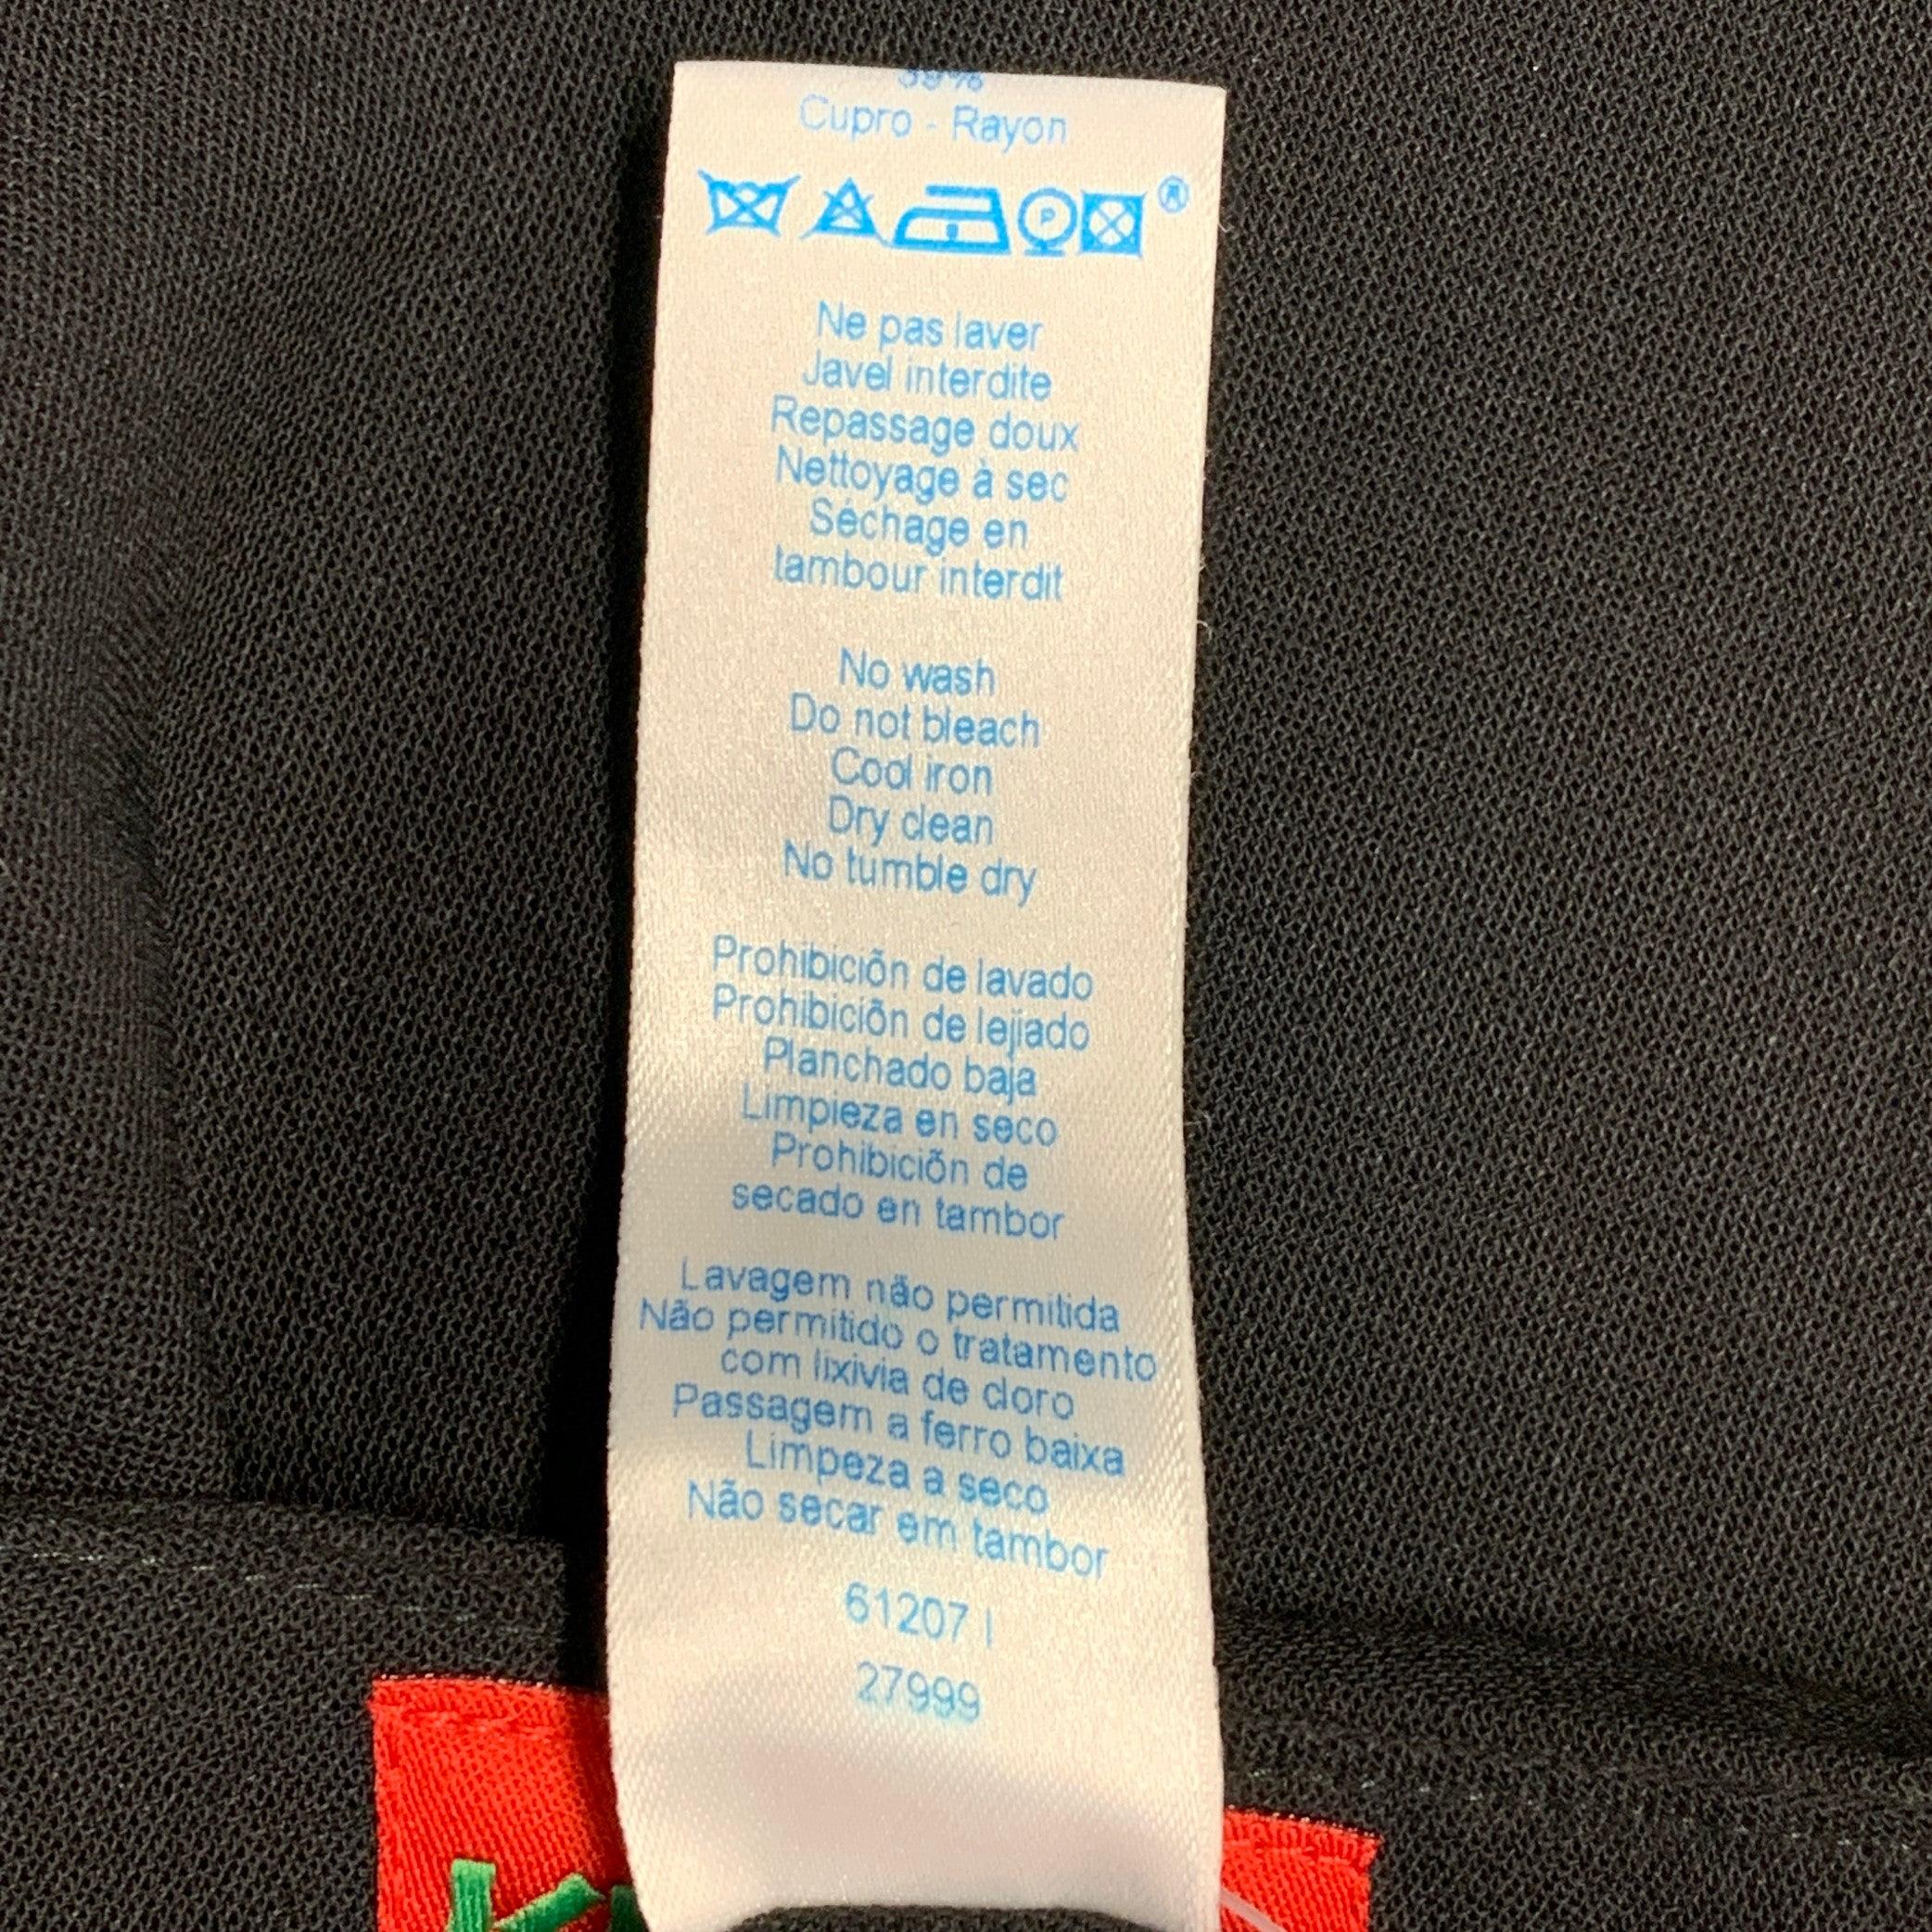 Cupro - Rayon
P
®
Ne pas laver
Javel interdite
Repassage doux
Nettoyage à sec
Séchage en
tambour interdit
No wash
Do not bleach
Cool iron
Dry clean
No tumble dry
Prohibiciõn de lavado
Prohibiciõn de lejiado
Planchado baja
Limpieza en seco
Prohibiciõn de
secado en tambor
Lavagem não permitida
Não permitido o tratamento
com lixivia de cloro
Passagem a ferro baixa
Limpeza a seco
Não secar em tambor
61207 I
27999